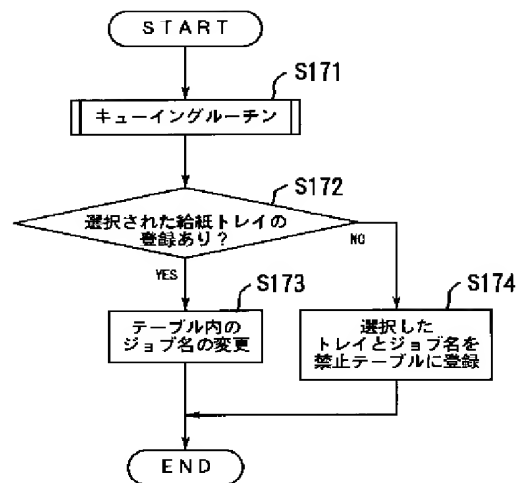 START
S171
キューイングルーチン
S172
選択された給紙トレイの
登録あり？
NO
YES
S173
S174
テーブル内の
ジョブ名の変更
選択した
トレイとジョブ名を
禁止テーブルに登録
END